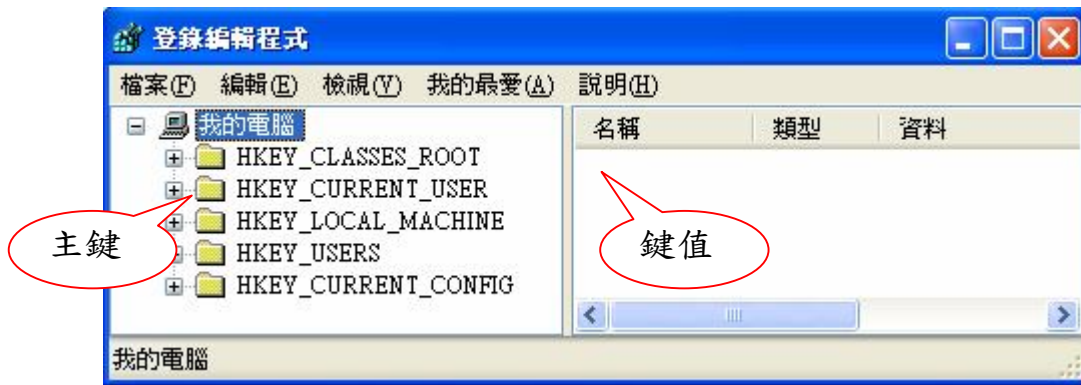 登錄編輯程式
檔案(F) 編輯(E) 檢視(V) 我的最愛(A) 說明(H)
我的電腦
HKEY_CLASSES_ROOT
HKEY_CURRENT_USER
HKEY_LOCAL_MACHINE
HKEY_USERS
HKEY_CURRENT_CONFIG
主鍵
名稱 類型 資料
鍵值
我的電腦